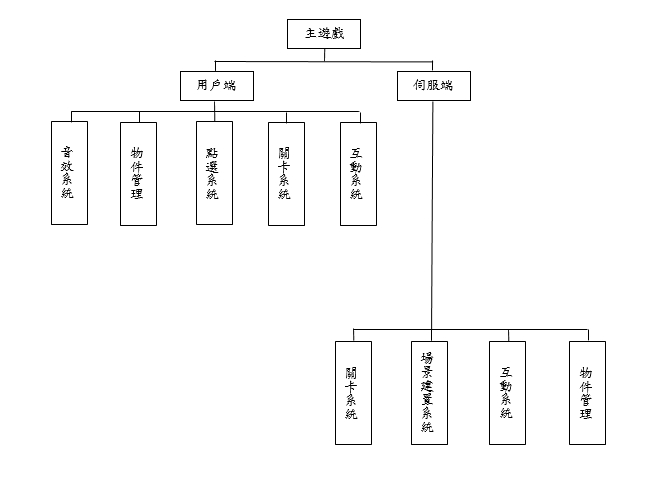 主遊戲
用戶端
伺服端
音效系統
物件管理
點選系統
關卡系統
互動系統
關卡系統
場景建置系統
互動系統
物件管理